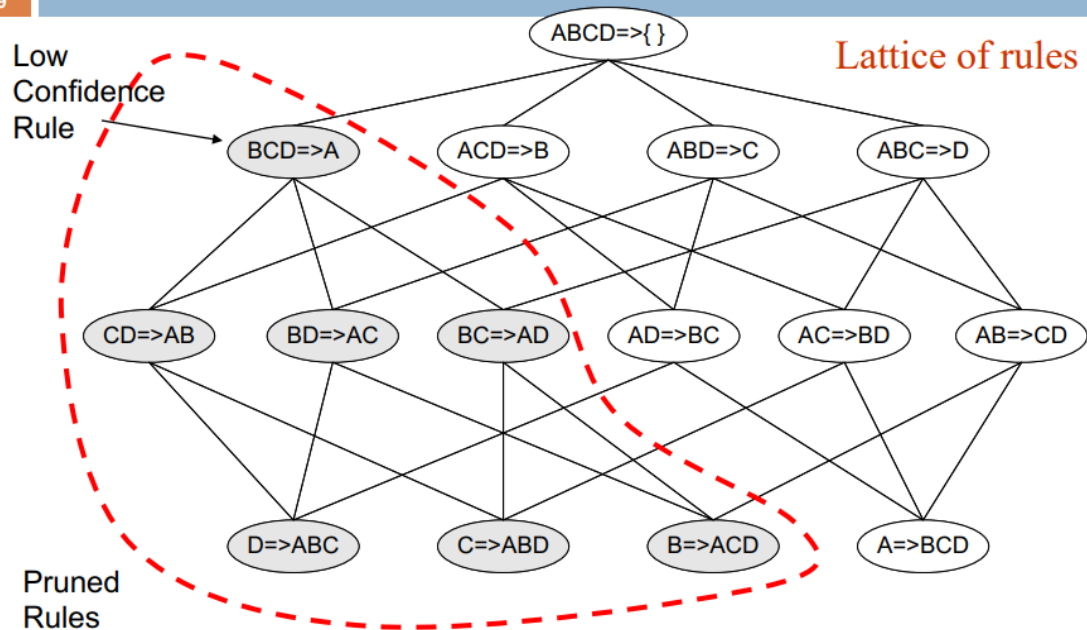 9
ABCD=>{ }
Lattice of rules
Low
Confidence
Rule
BCD=>A
ACD=>B
ABD=>C
ABC=>D
CD=>AB
BD=>AC
BC=>AD
AD=>BC
AC=>BD
AB=>CD
D=>ABC
C=>ABD
B=>ACD
A=>BCD
Pruned
Rules